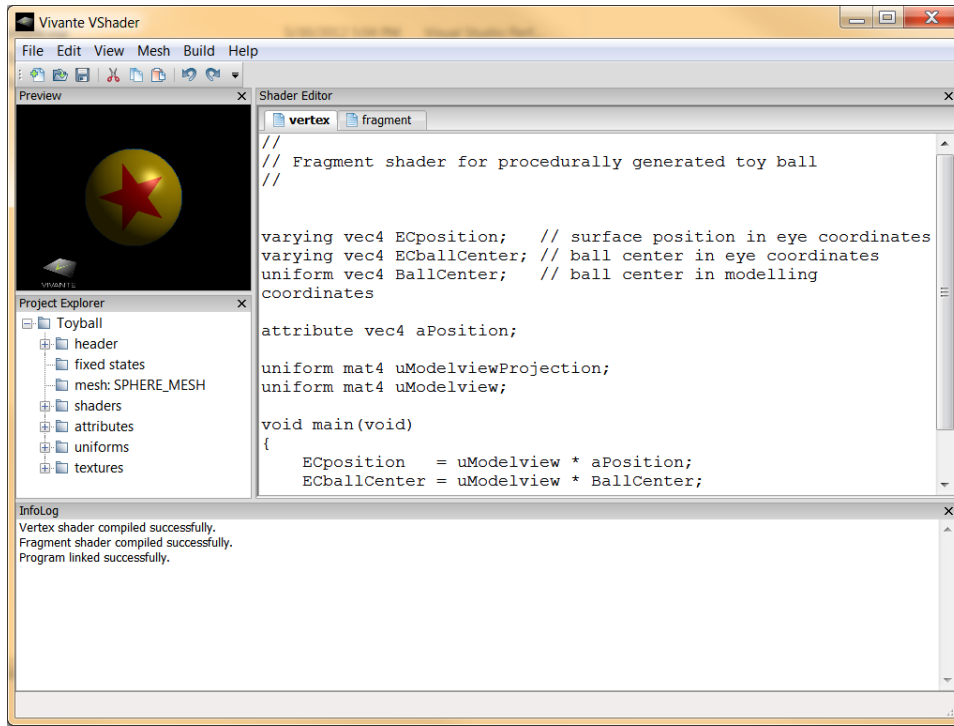 Vivante VShader
File Edit View Mesh Build Help
Preview
VIVANTE
Project Explorer
Toyball
header
fixed states
mesh: SPHERE_MESH
shaders
attributes
uniforms
textures
Shader Editor
vertex fragment
//
// Fragment shader for procedurally generated toy ball
//
varying vec4 ECposition;   // surface position in eye coordinates
varying vec4 ECballCenter; // ball center in eye coordinates
uniform vec4 BallCenter;   // ball center in modelling
coordinates
attribute vec4 aPosition;
uniform mat4 uModelviewProjection;
uniform mat4 uModelview;
void main(void)
{
    ECposition   = uModelview * aPosition;
    ECballCenter = uModelview * BallCenter;
InfoLog
Vertex shader compiled successfully.
Fragment shader compiled successfully.
Program linked successfully.